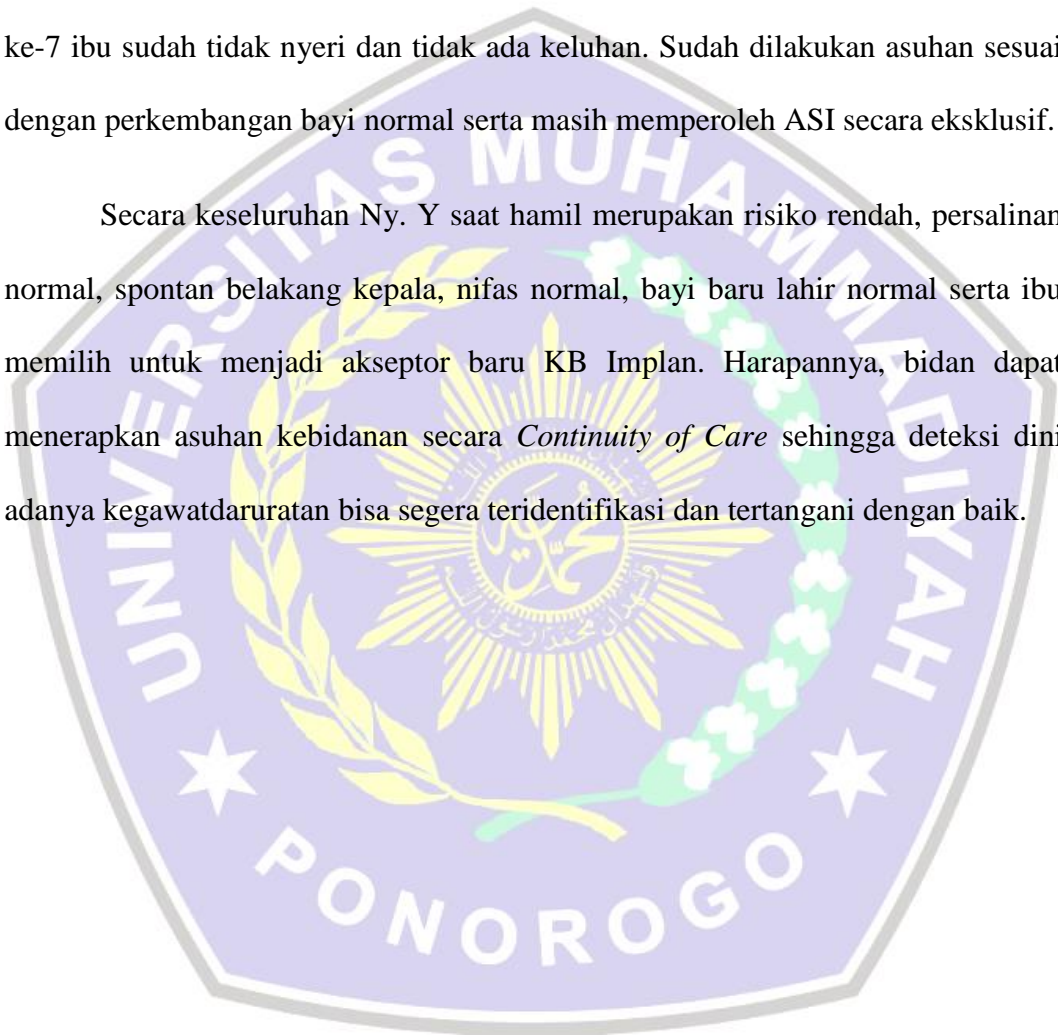 ke-7 ibu sudah tidak nyeri dan tidak ada keluhan. Sudah dilakukan asuhan sesuai
dengan perkembangan bayi normal serta masih memperoleh ASI secara eksklusif.
Secara keseluruhan Ny. Y saat hamil merupakan risiko rendah, persalinan
normal, spontan belakang kepala, nifas normal, bayi baru lahir normal serta ibu
memilih untuk menjadi akseptor baru KB Implan. Harapannya, bidan dapat
menerapkan asuhan kebidanan secara Continuity of Care sehingga deteksi dini
adanya kegawatdaruratan bisa segera teridentifikasi dan tertangani dengan baik.
UNIVERSITAS MUHAMMADIYAH
PONOROGO